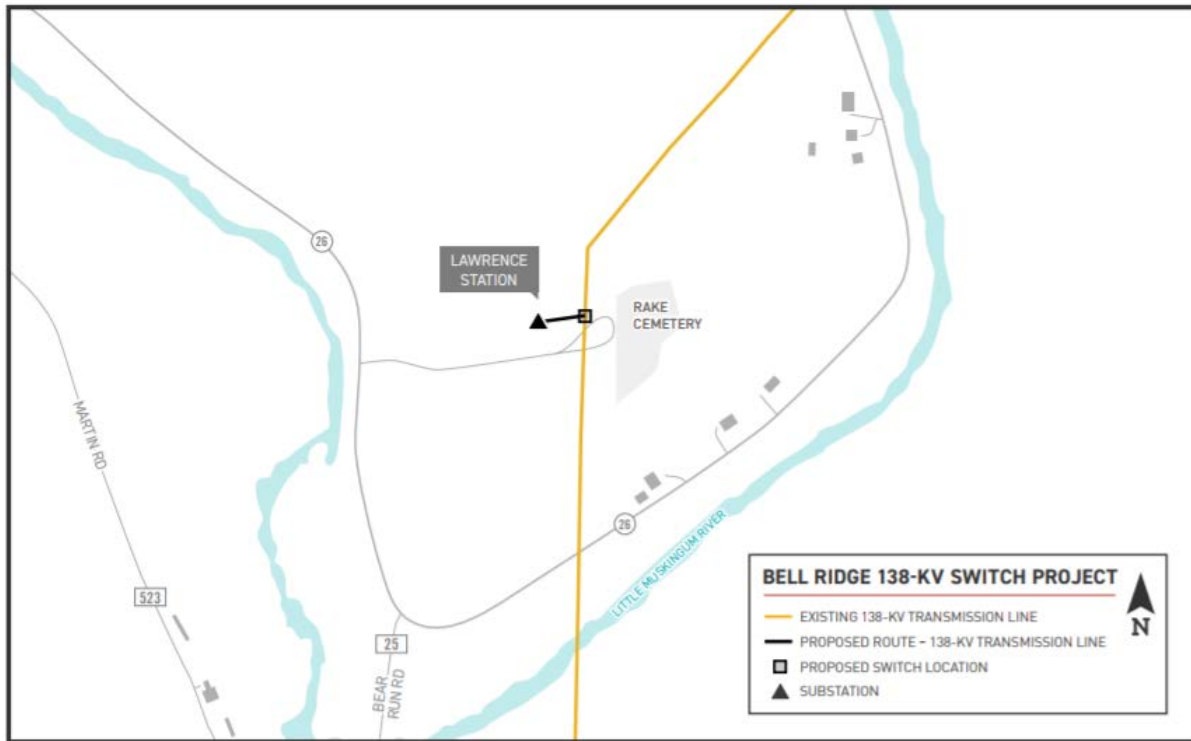 26
LAWRENCE
STATION
RAKE
CEMETERY
MARTIN RD
26
LITTLE MUSKINGUM RIVER
523
25
BEAR
RUN RD
BELL RIDGE 138-KV SWITCH PROJECT
EXISTING 138-KV TRANSMISSION LINE
PROPOSED ROUTE – 138-KV TRANSMISSION LINE
PROPOSED SWITCH LOCATION
SUBSTATION
N